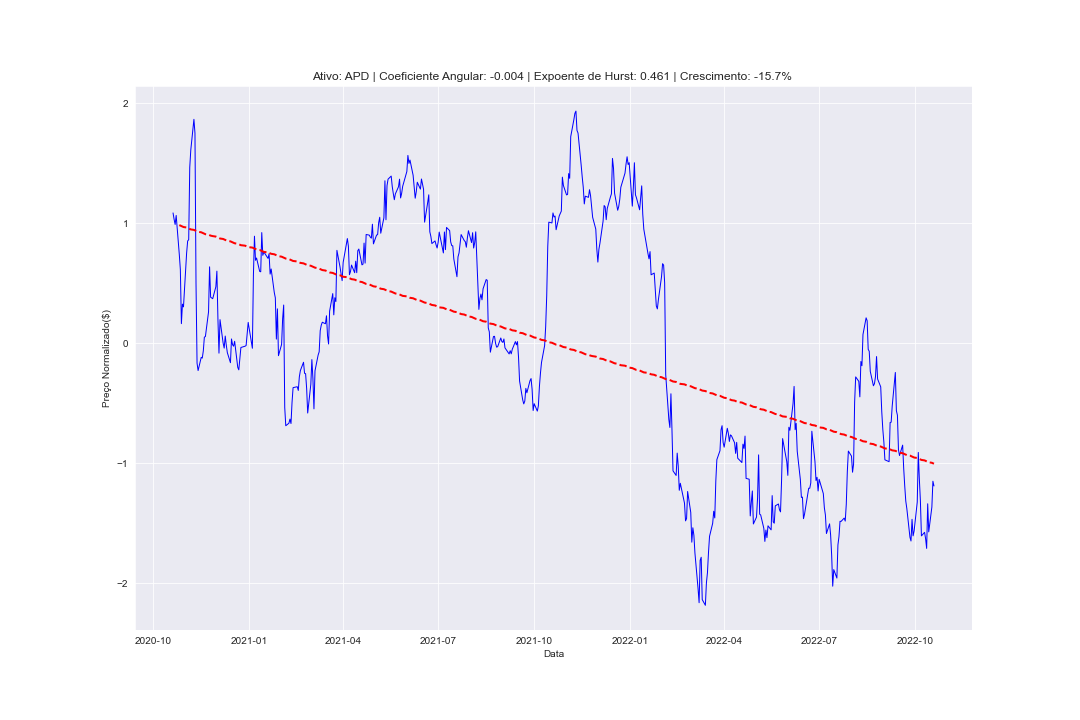 Ativo: APD | Coeficiente Angular: -0.004 | Expoente de Hurst: 0.461 | Crescimento: -15.7%
Preço Normalizado($)
2
1
0
−1
−2
2020-10 2021-01 2021-04 2021-07 2021-10 2022-01 2022-04 2022-07 2022-10
Data